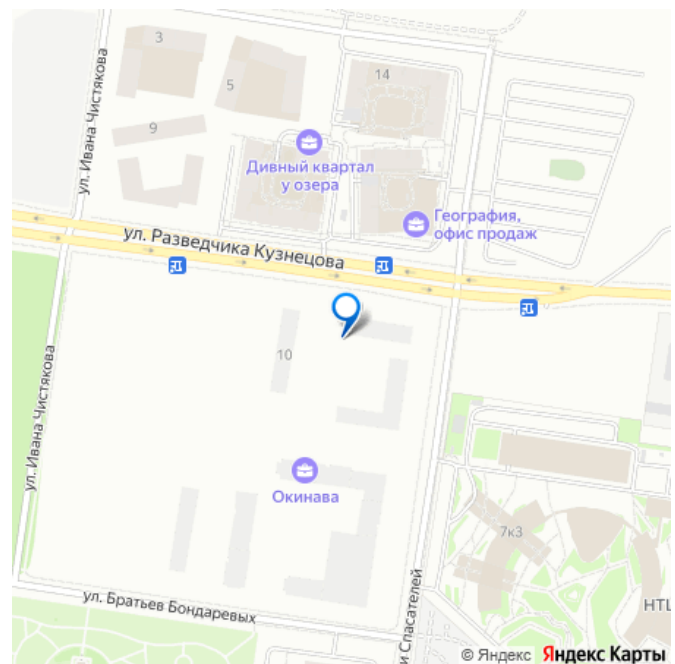 3
14
5
ул. Ивана Чистякова
9
Дивный квартал
у озера
География,
офис продаж
ул. Разведчика Кузнецова
10
ул. Ивана Чистякова
Окинава
7к3
ул. Братьев Бондаревых
и Спасателей
НТЦ
© Яндекс Яндекс Карты